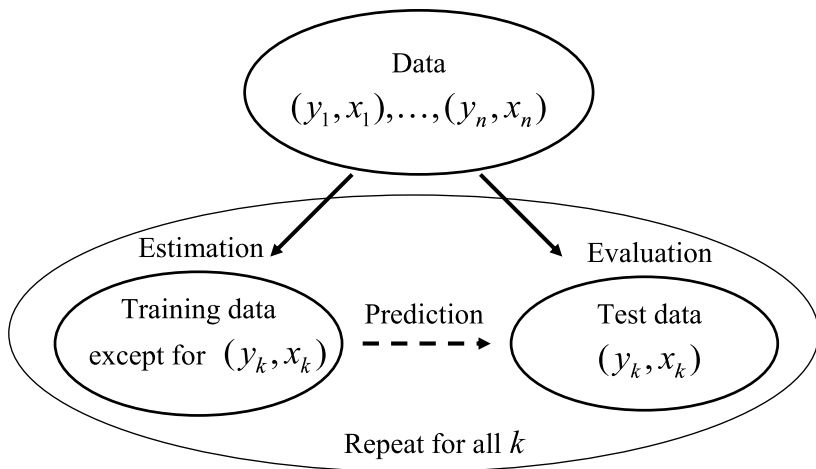 Data
(y₁, x₁),…,(yₙ, xₙ)
Estimation
Evaluation
Training data
except for (yₖ, xₖ)
Prediction
Test data
(yₖ, xₖ)
Repeat for all k